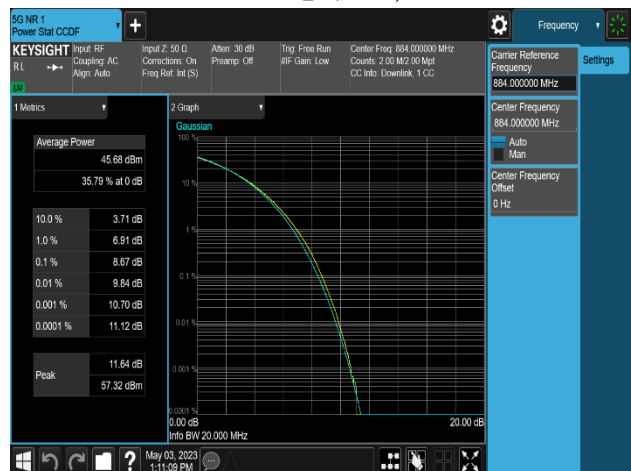 5G NR 1
Power Stat CCDF
Frequency
KEYSIGHT
RL
LV
Input: RF
Coupling: AC
Align: Auto
Input Z: 50 Ω
Corrections: On
Freq Ref: Int (S)
Atten: 30 dB
Preamp: Off
Trig: Free Run
#IF Gain: Low
Center Freq: 884.000000 MHz
Counts: 2.00 M/2.00 Mpt
CC Info: Downlink, 1 CC
Carrier Reference
Frequency
884.000000 MHz
Settings
Center Frequency
884.000000 MHz
Auto
Man
Center Frequency
Offset
0 Hz
1 Metrics
Average Power
45.68 dBm
35.79 % at 0 dB
10.0 % 3.71 dB
1.0 % 6.91 dB
0.1 % 8.67 dB
0.01 % 9.84 dB
0.001 % 10.70 dB
0.0001 % 11.12 dB
Peak
11.64 dB
57.32 dBm
2 Graph
Gaussian
100 %
10 %
1 %
0.1 %
0.01 %
0.001 %
0.0001 %
0.00 dB 20.00 dB
Info BW 20.000 MHz
?
May 03, 2023
1:11:09 PM